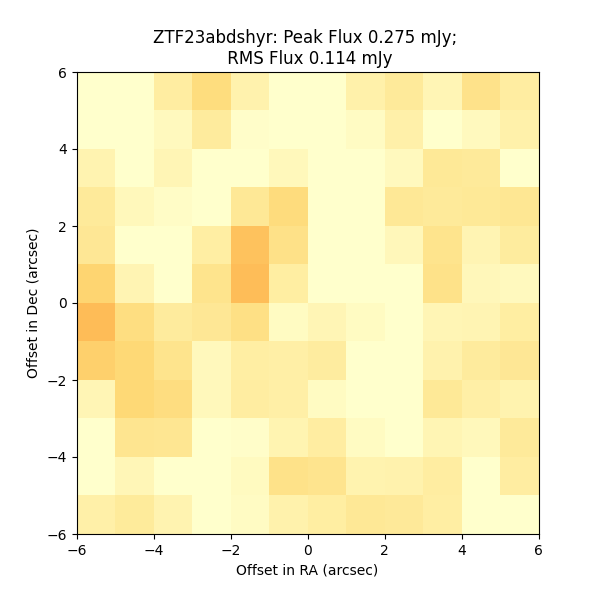 ZTF23abdshyr: Peak Flux 0.275 mJy;
RMS Flux 0.114 mJy
6
4
2
0
−2
−4
−6
Offset in Dec (arcsec)
−6 −4 −2 0 2 4 6
Offset in RA (arcsec)